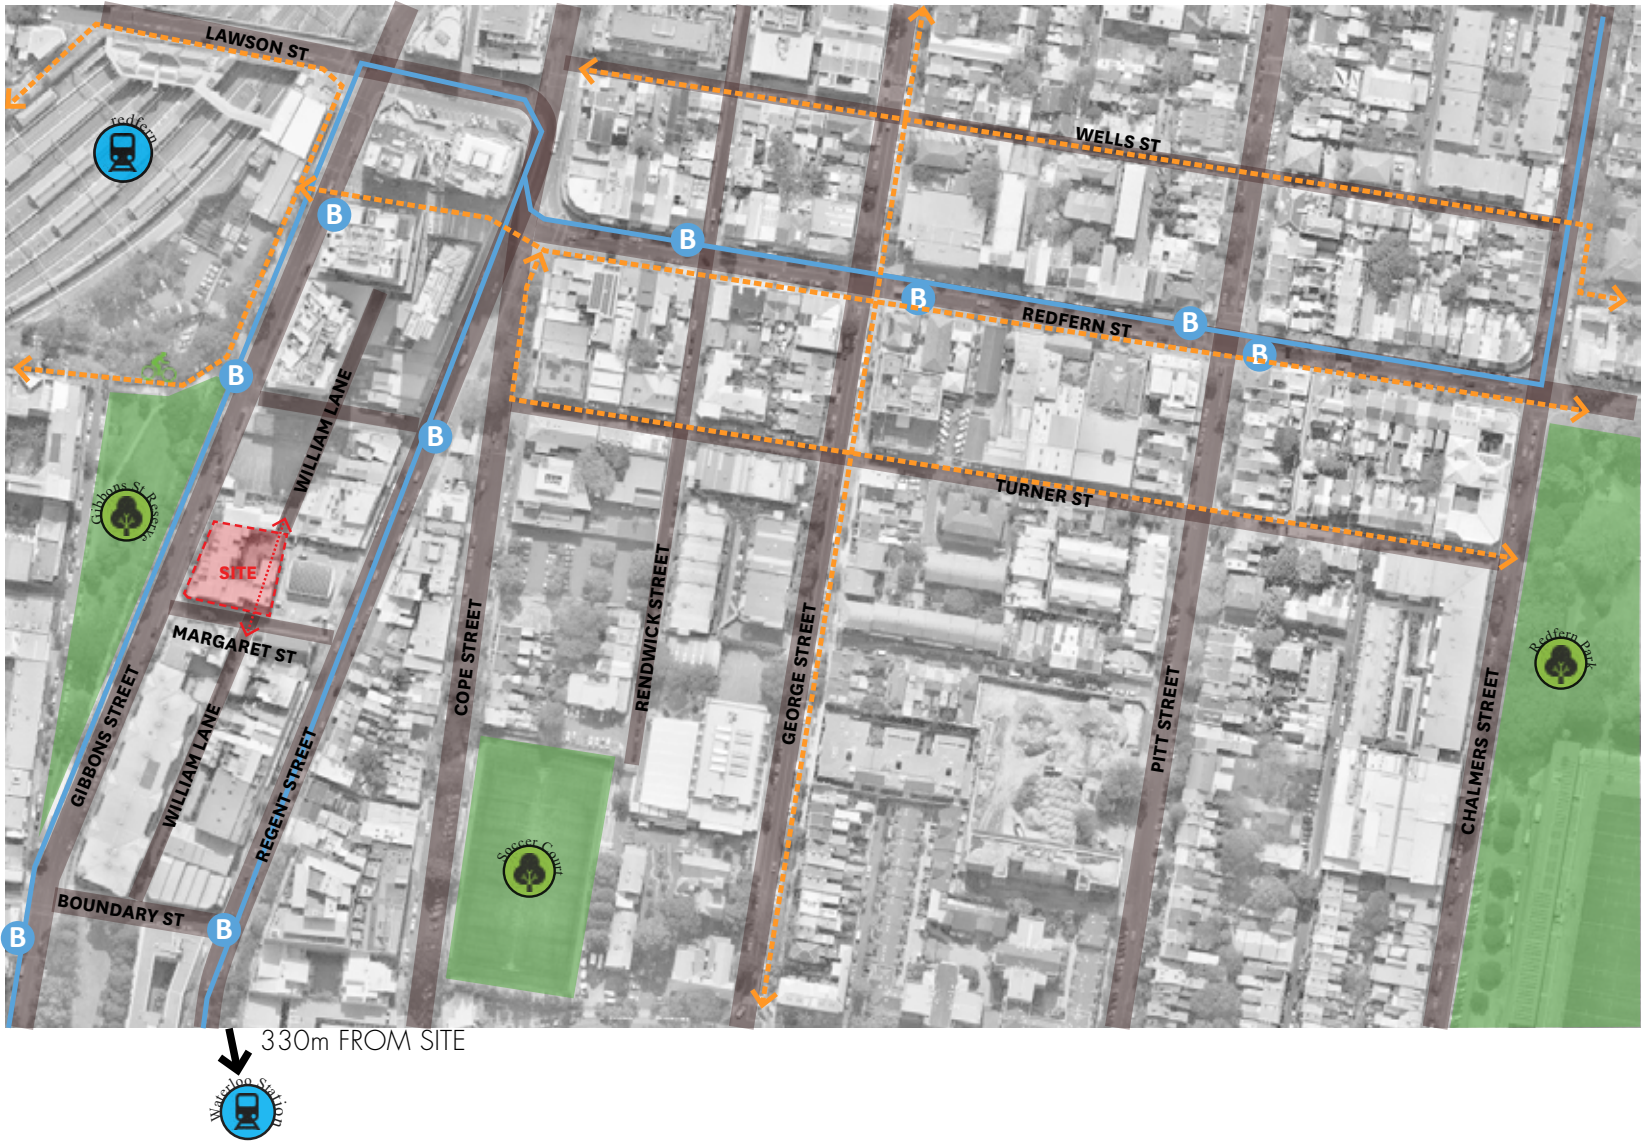 LAWSON ST
redfern
WELLS ST
B
B
B
REDFERN ST
B
B
B
WILLIAM LANE
B
TURNER ST
Gibbons St Reserve
SITE
MARGARET ST
COPE STREET
RENDWICK STREET
GEORGE STREET
PITT STREET
CHALMERS STREET
Redfern Park
GIBBONS STREET
WILLIAM LANE
REGENT STREET
Soccer Court
BOUNDARY ST
B
B
330m FROM SITE
Waterloo Station